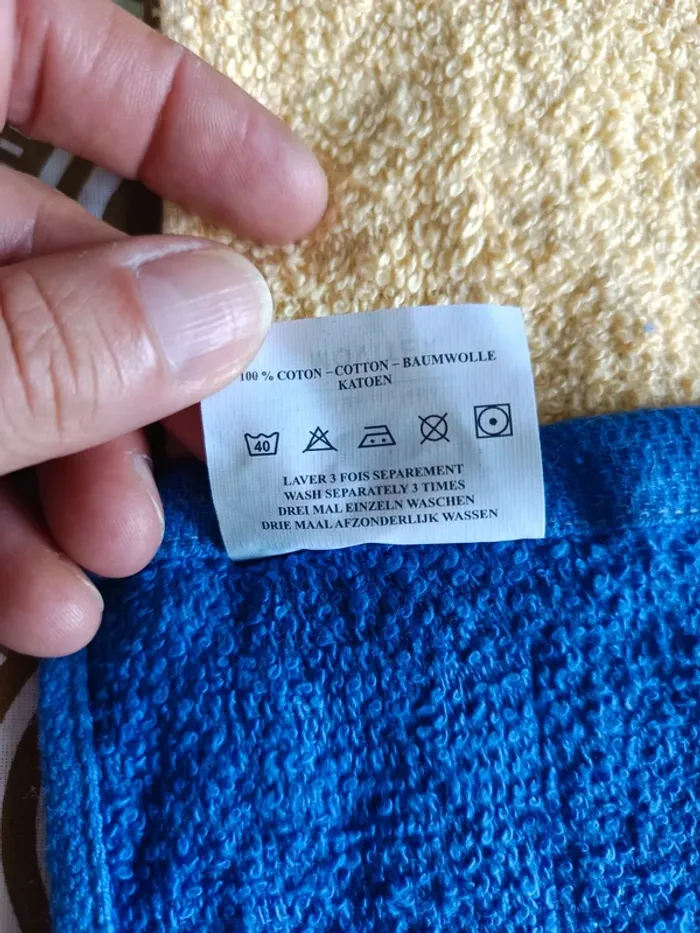 100 % COTON – COTTON – BAUMWOLLE
KATOEN
40
LAVER 3 FOIS SEPAREMENT
WASH SEPARATELY 3 TIMES
DREI MAL EINZELN WASCHEN
DRIE MAAL AFZONDERLIJK WASSEN